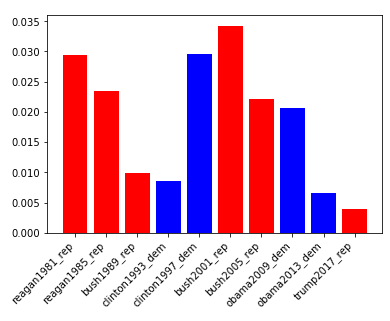 0.035
0.030
0.025
0.020
0.015
0.010
0.005
0.000
reagan1981_rep
reagan1985_rep
bush1989_rep
clinton1993_dem
clinton1997_dem
bush2001_rep
bush2005_rep
obama2009_dem
obama2013_dem
trump2017_rep